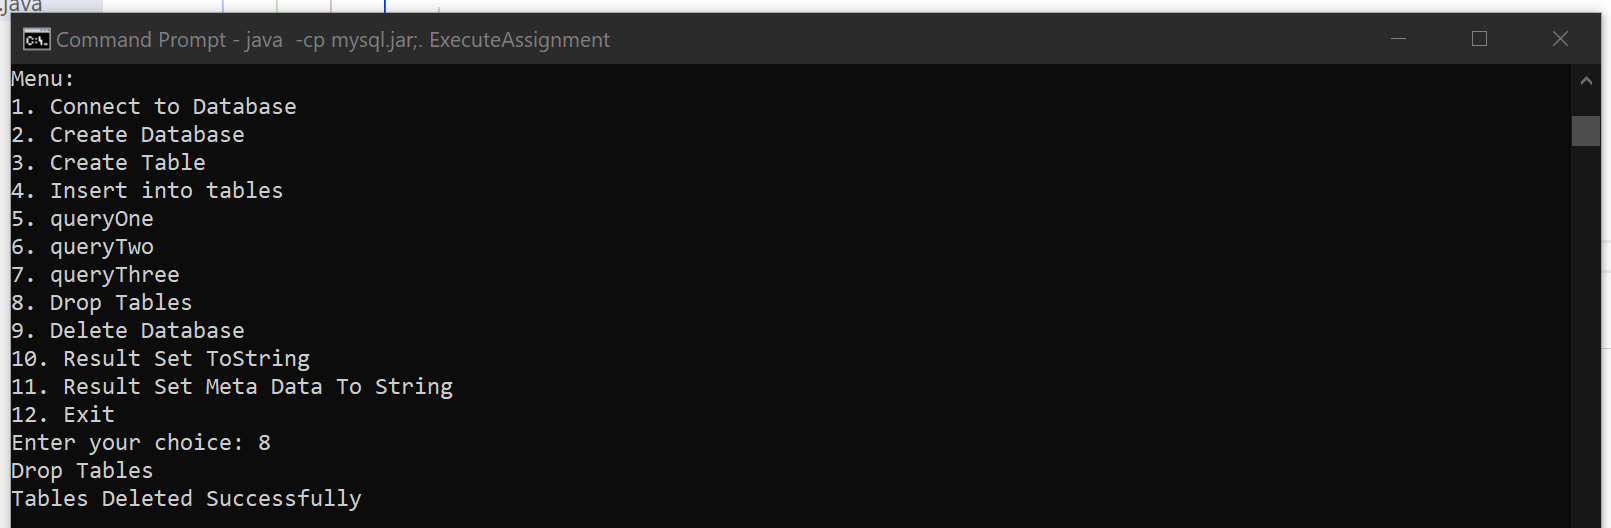 .java
Command Prompt - java  -cp mysql.jar;. ExecuteAssignment
Menu:
1. Connect to Database
2. Create Database
3. Create Table
4. Insert into tables
5. queryOne
6. queryTwo
7. queryThree
8. Drop Tables
9. Delete Database
10. Result Set ToString
11. Result Set Meta Data To String
12. Exit
Enter your choice: 8
Drop Tables
Tables Deleted Successfully